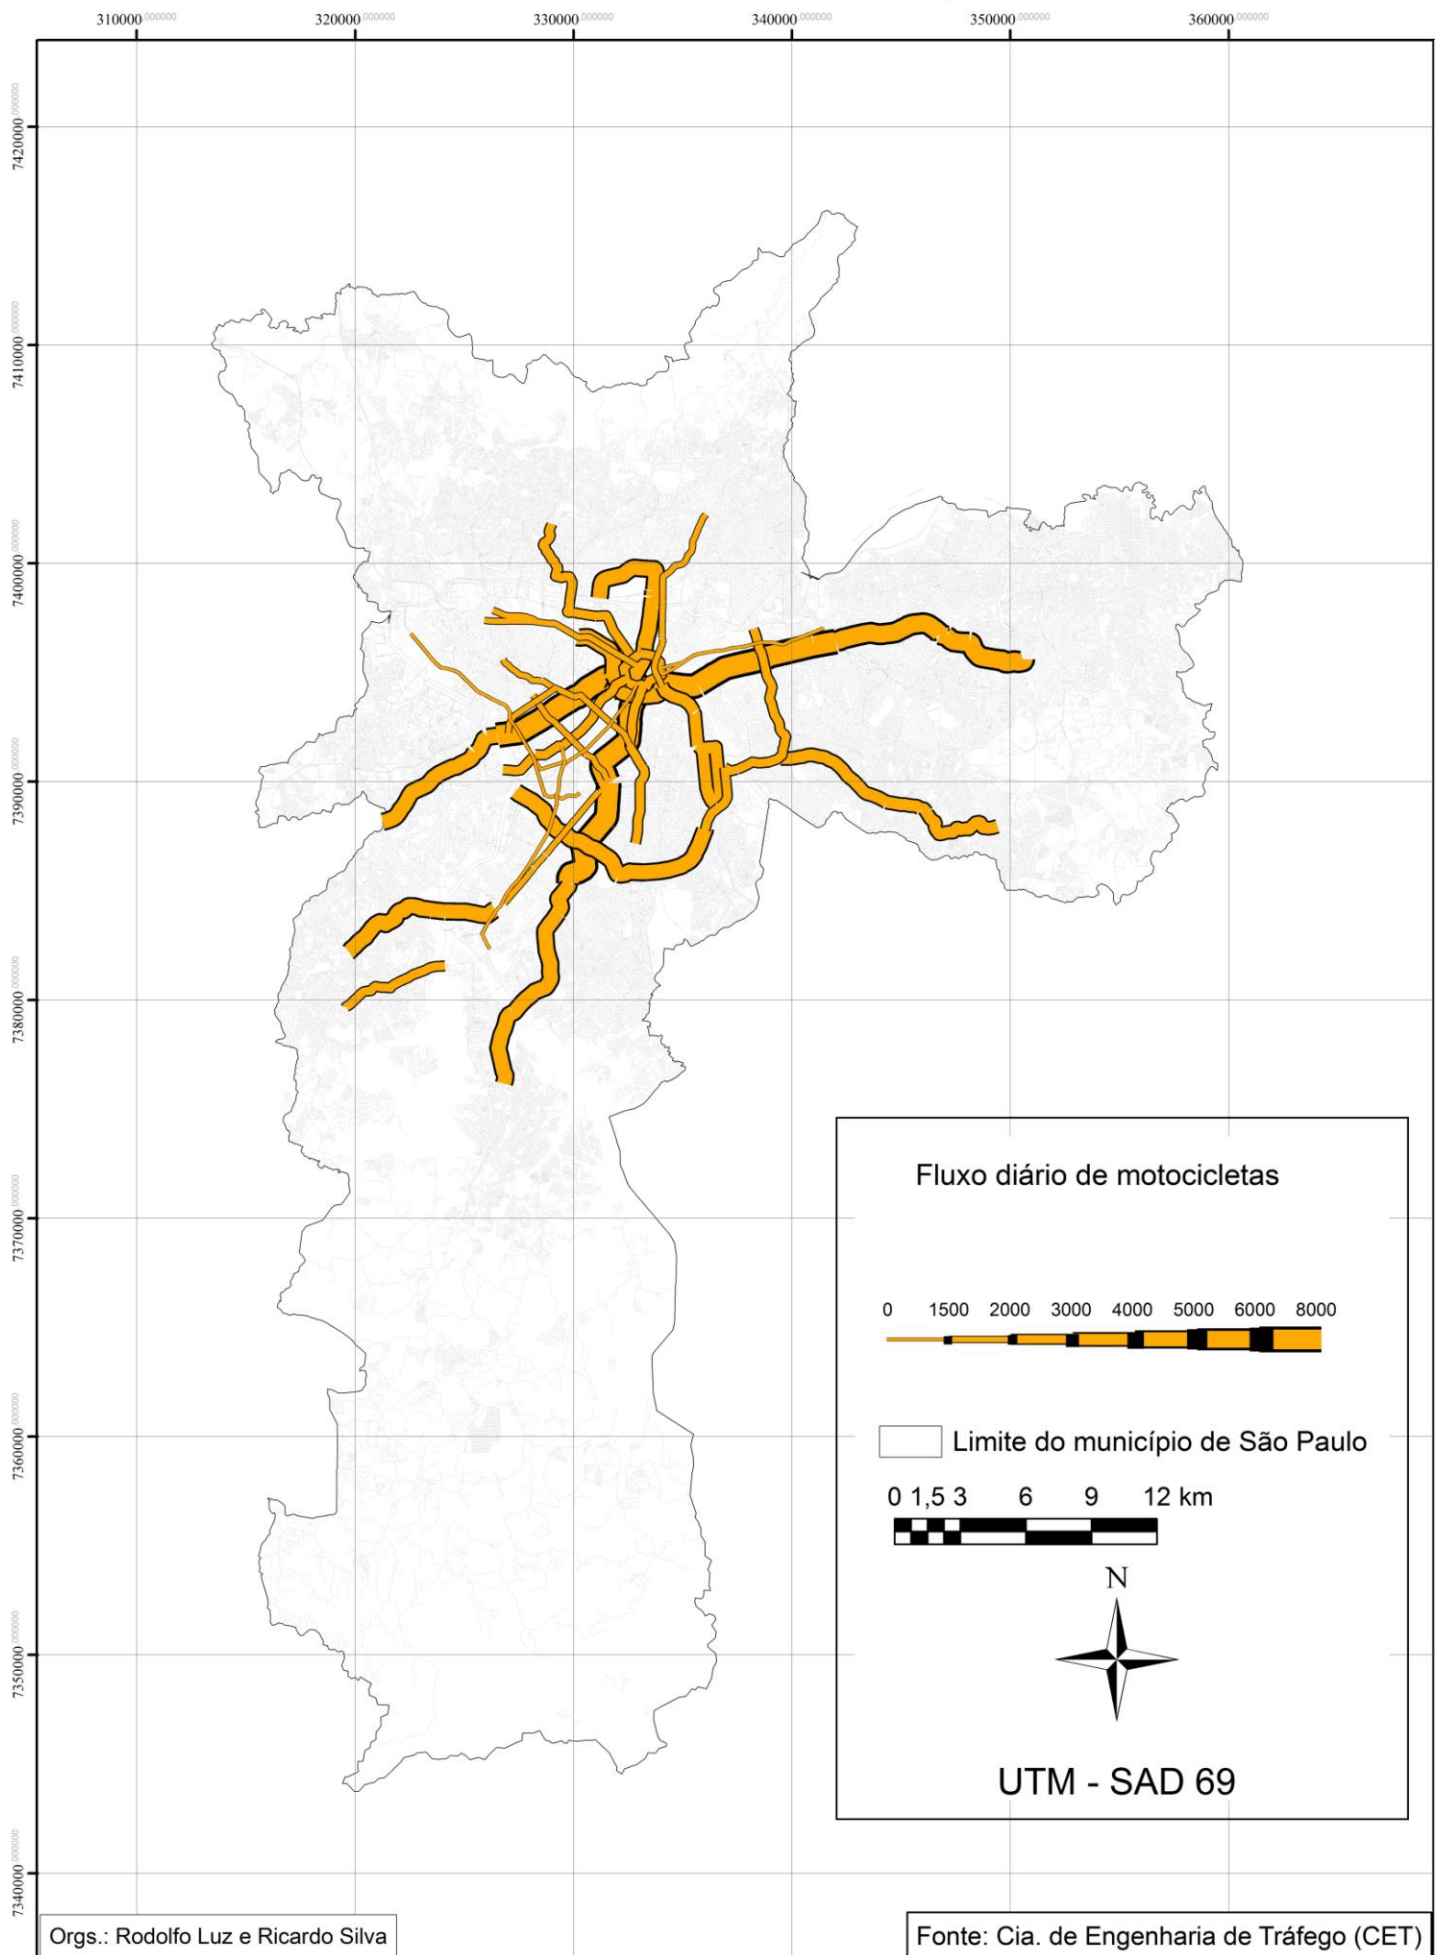 310000.000000 320000.000000 330000.000000 340000.000000 350000.000000 360000.000000
7420000.000000
7410000.000000
7400000.000000
7390000.000000
7380000.000000
7370000.000000
7360000.000000
7350000.000000
7340000.000000
Fluxo diário de motocicletas
0 1500 2000 3000 4000 5000 6000 8000
Limite do município de São Paulo
0 1,5 3 6 9 12 km
N
UTM - SAD 69
Orgs.: Rodolfo Luz e Ricardo Silva
Fonte: Cia. de Engenharia de Tráfego (CET)